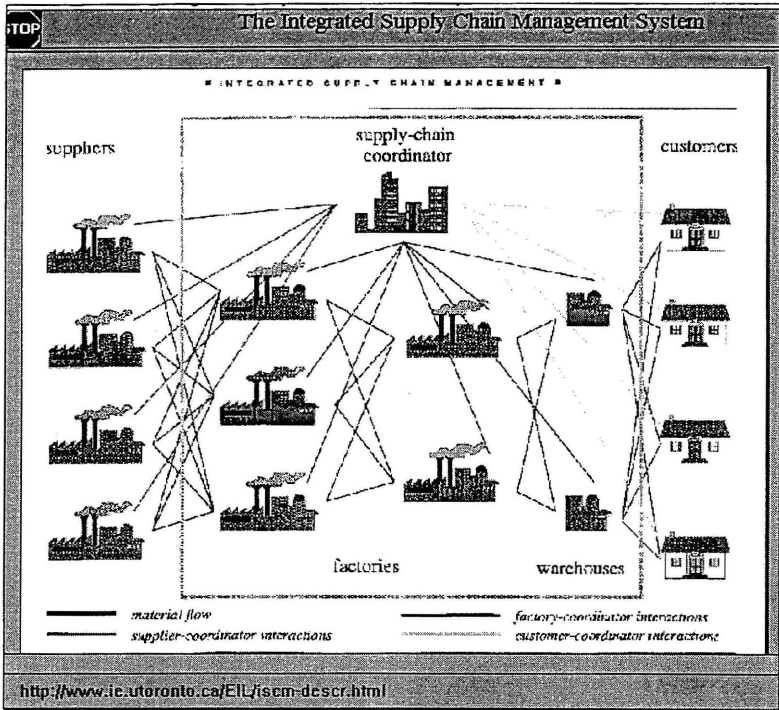 STOP
The Integrated Supply Chain Management System
INTEGRATED SUPPLY CHAIN MANAGEMENT
suppliers
supply-chain
coordinator
customers
factories
warehouses
material flow
supplier-coordinator interactions
factory-coordinator interactions
customer-coordinator interactions
http://www.ie.utoronto.ca/EIL/iscm-descr.html